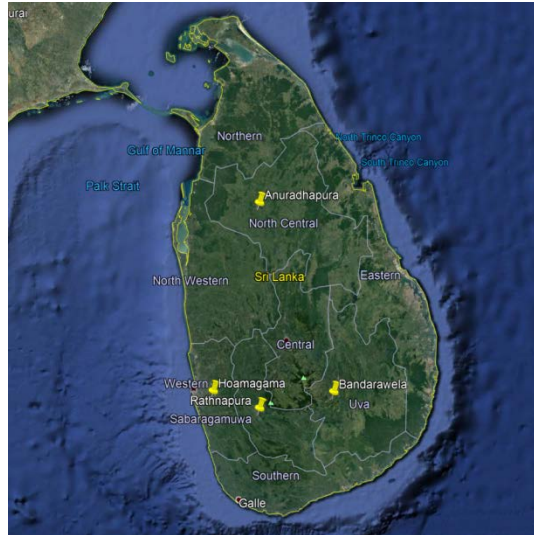 urai
Northern
North Trinco Canyon
Gulf of Mannar
South Trinco Canyon
Palk Strait
Anuradhapura
North Central
North Western
Sri Lanka
Eastern
Central
Western
Hoamagama
Bandarawela
Rathnapura
Uva
Sabaragamuwa
Southern
Galle